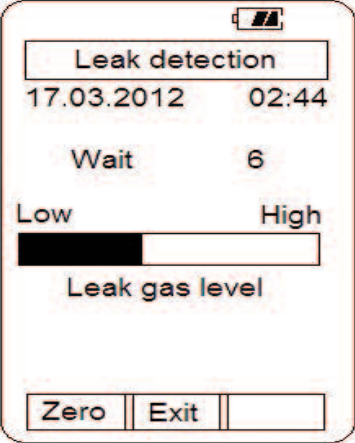 Leak detection
17.03.2012 02:44
Wait 6
Low High
Leak gas level
Zero Exit